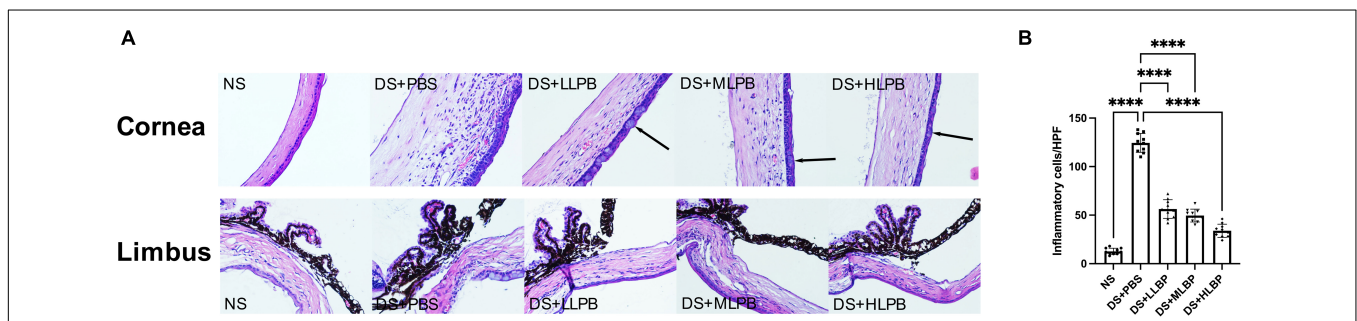 A
NS
DS+PBS
DS+LLPB
DS+MLPB
DS+HLPB
Cornea
Limbus
NS
DS+PBS
DS+LLPB
DS+MLPB
DS+HLPB
B
****
****
**** ****
Inflammatory cells/HPF
150
100
50
0
NS
DS+PBS
DS+LLBP
DS+MLBP
DS+HLBP